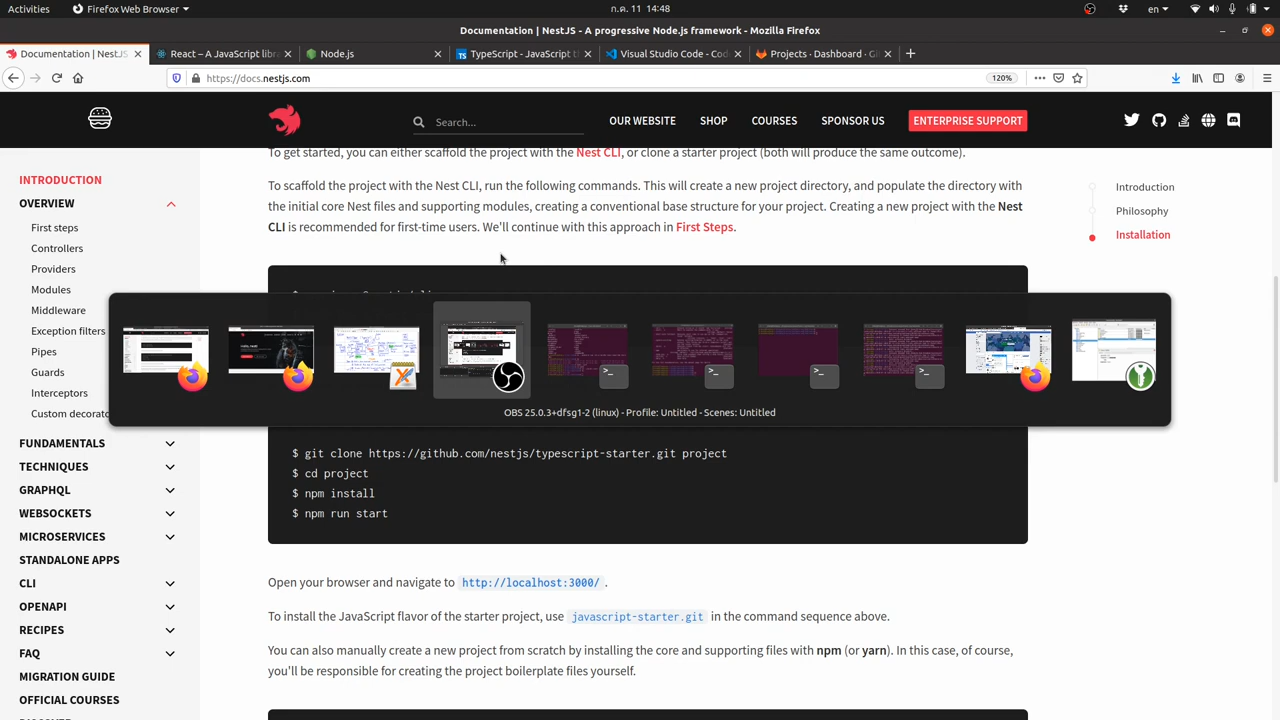 Activities
Firefox Web Browser
ก.ค. 11 14:48
en
Documentation | NestJS - A progressive Node.js framework - Mozilla Firefox
Documentation | NestJS
React – A JavaScript libr
Node.js
TypeScript - JavaScript th
Visual Studio Code - Cod
Projects · Dashboard · Gi
https://docs.nestjs.com
120%
Search...
OUR WEBSITE
SHOP
COURSES
SPONSOR US
ENTERPRISE SUPPORT
INTRODUCTION
OVERVIEW
First steps
Controllers
Providers
Modules
Middleware
Exception filters
Pipes
Guards
Interceptors
Custom decorato
FUNDAMENTALS
TECHNIQUES
GRAPHQL
WEBSOCKETS
MICROSERVICES
STANDALONE APPS
CLI
OPENAPI
RECIPES
FAQ
MIGRATION GUIDE
OFFICIAL COURSES
To get started, you can either scaffold the project with the Nest CLI, or clone a starter project (both will produce the same outcome).
To scaffold the project with the Nest CLI, run the following commands. This will create a new project directory, and populate the directory with
the initial core Nest files and supporting modules, creating a conventional base structure for your project. Creating a new project with the Nest
CLI is recommended for first-time users. We'll continue with this approach in First Steps.
OBS 25.0.3+dfsg1-2 (linux) - Profile: Untitled - Scenes: Untitled
$ git clone https://github.com/nestjs/typescript-starter.git project
$ cd project
$ npm install
$ npm run start
Open your browser and navigate to http://localhost:3000/ .
To install the JavaScript flavor of the starter project, use javascript-starter.git in the command sequence above.
You can also manually create a new project from scratch by installing the core and supporting files with npm (or yarn). In this case, of course,
you'll be responsible for creating the project boilerplate files yourself.
Introduction
Philosophy
Installation